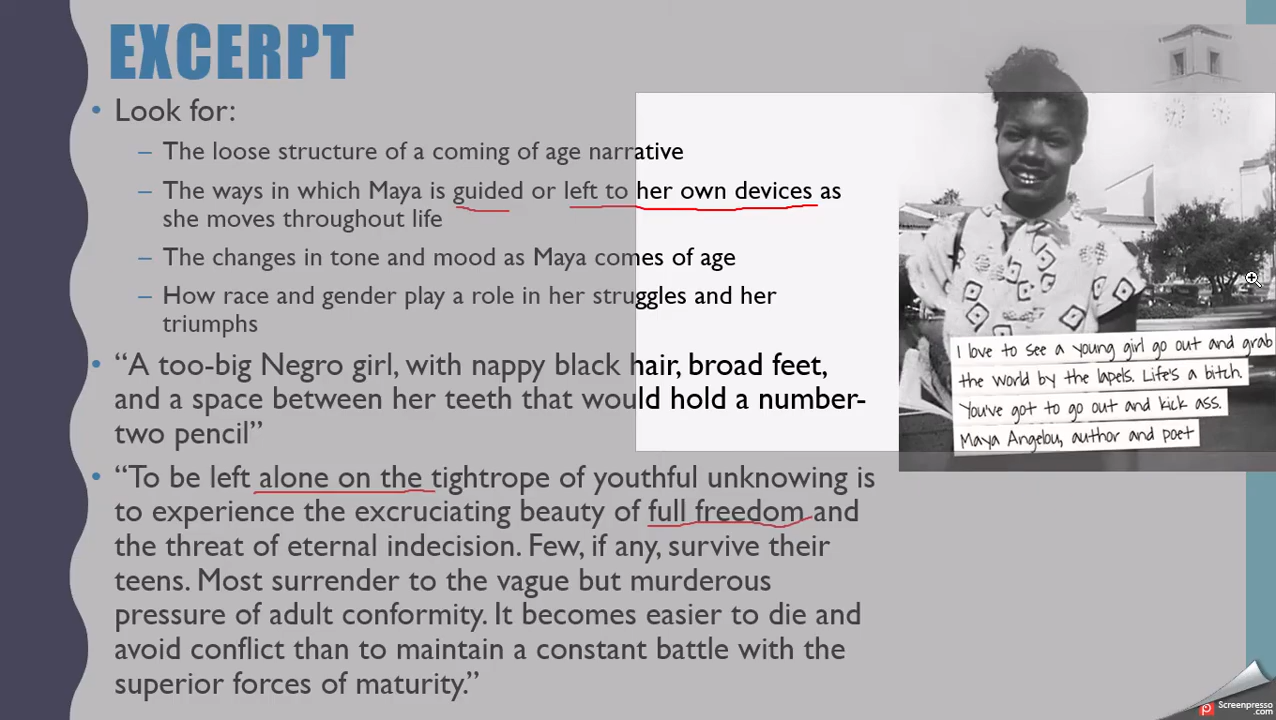 EXCERPT
• Look for:
– The loose structure of a coming of age narrative
– The ways in which Maya is guided or left to her own devices as
she moves throughout life
– The changes in tone and mood as Maya comes of age
– How race and gender play a role in her struggles and her
triumphs
• “A too-big Negro girl, with nappy black hair, broad feet,
and a space between her teeth that would hold a number-
two pencil”
• “To be left alone on the tightrope of youthful unknowing is
to experience the excruciating beauty of full freedom and
the threat of eternal indecision. Few, if any, survive their
teens. Most surrender to the vague but murderous
pressure of adult conformity. It becomes easier to die and
avoid conflict than to maintain a constant battle with the
superior forces of maturity.”
I love to see a young girl go out and grab
the world by the lapels. Life's a bitch.
You've got to go out and kick ass.
Maya Angelou, author and poet
Screenpresso
.com